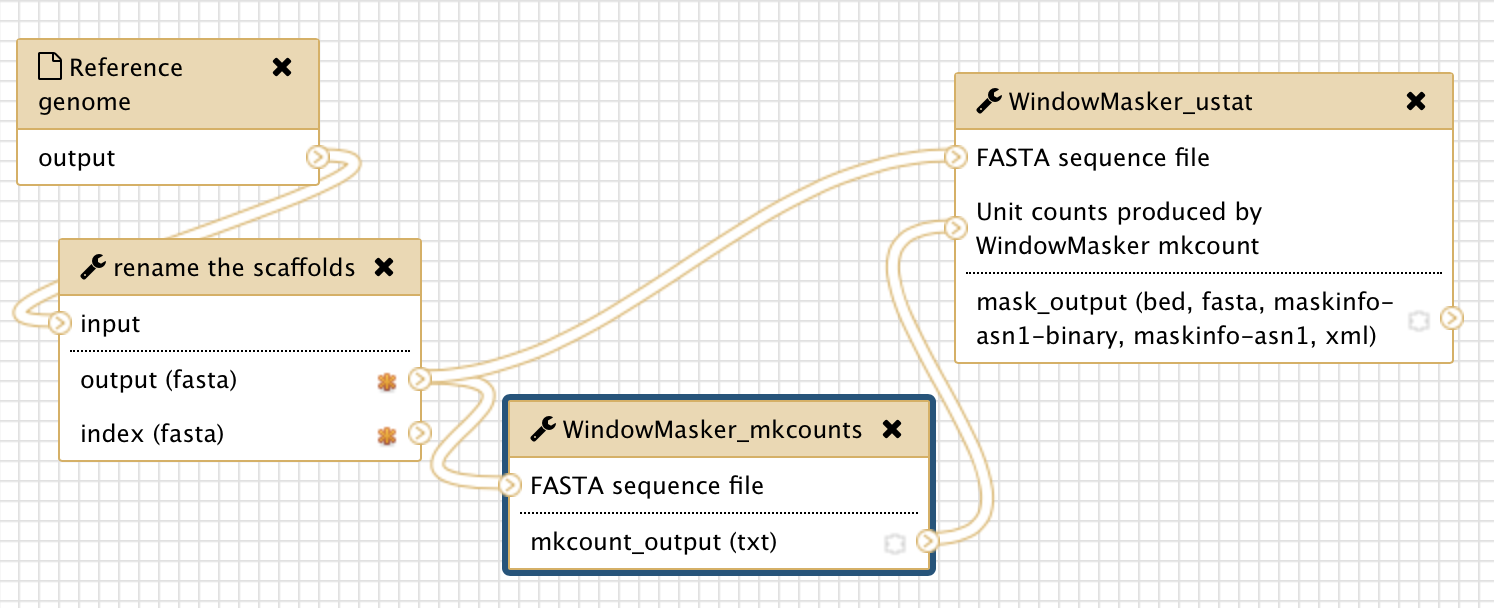 Reference
genome
output
rename the scaffolds
input
output (fasta)
index (fasta)
WindowMasker_mkcounts
FASTA sequence file
mkcount_output (txt)
WindowMasker_ustat
FASTA sequence file
Unit counts produced by
WindowMasker mkcount
mask_output (bed, fasta, maskinfo-
asn1-binary, maskinfo-asn1, xml)